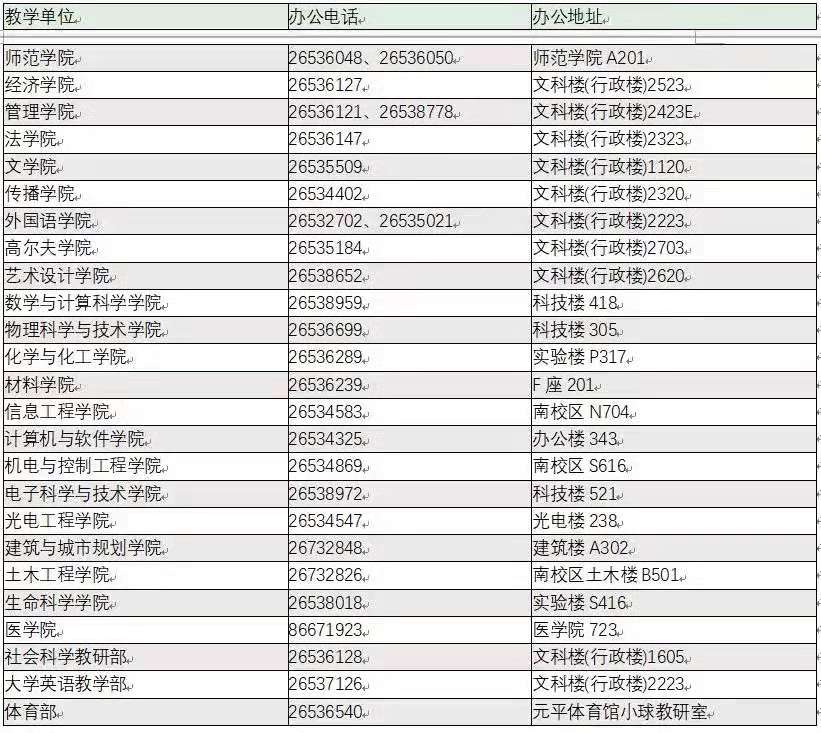 教学单位 办公电话 办公地址
师范学院 26536048、26536050 师范学院 A201
经济学院 26536127 文科楼(行政楼)2523
管理学院 26536121、26538778 文科楼(行政楼)2423E
法学院 26536147 文科楼(行政楼)2323
文学院 26535509 文科楼(行政楼)1120
传播学院 26534402 文科楼(行政楼)2320
外国语学院 26532702、26535021 文科楼(行政楼)2223
高尔夫学院 26535184 文科楼(行政楼)2703
艺术设计学院 26538652 文科楼(行政楼)2620
数学与计算科学学院 26538959 科技楼 418
物理科学与技术学院 26536699 科技楼 305
化学与化工学院 26536289 实验楼 P317
材料学院 26536239 F 座 201
信息工程学院 26534583 南校区 N704
计算机与软件学院 26534325 办公楼 343
机电与控制工程学院 26534869 南校区 S616
电子科学与技术学院 26538972 科技楼 521
光电工程学院 26534547 光电楼 238
建筑与城市规划学院 26732848 建筑楼 A302
土木工程学院 26732826 南校区土木楼 B501
生命科学学院 26538018 实验楼 S416
医学院 86671923 医学院 723
社会科学教研部 26536128 文科楼(行政楼)1605
大学英语教学部 26537126 文科楼(行政楼)2223
体育部 26536540 元平体育馆小球教研室